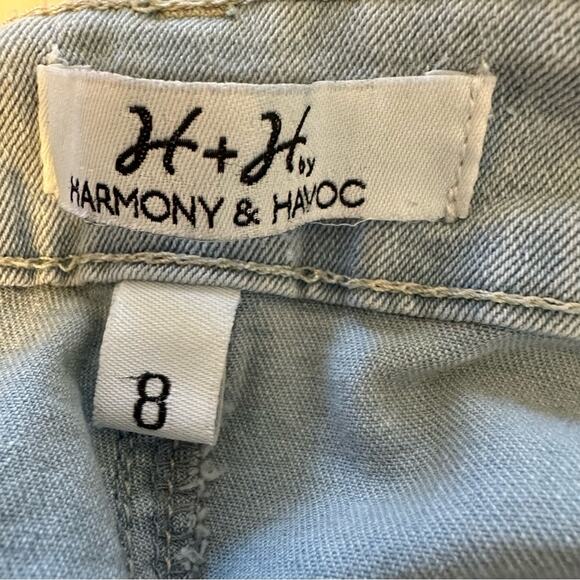 H + H by
HARMONY & HAVOC
8